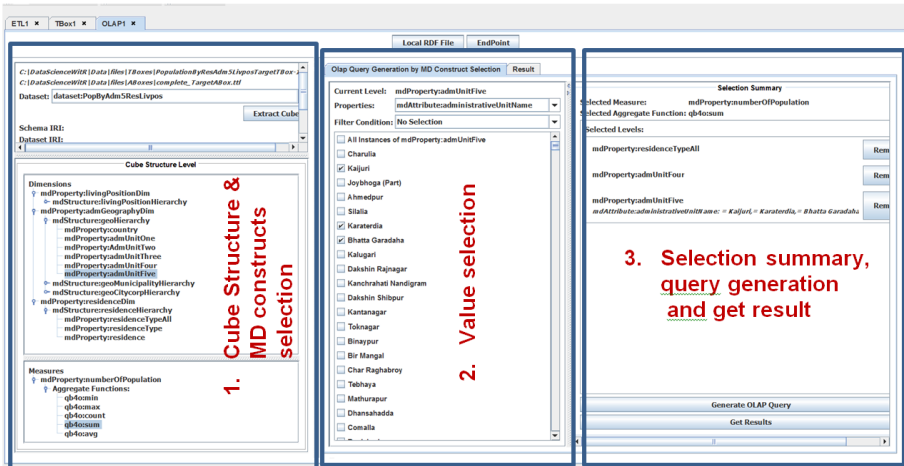 ETL1 × TBox1 × OLAP1 ×
Local RDF File EndPoint
C:\DataScienceWitR\Data\files\TBoxes\PopulationByResAdm5LivposTargetTBox-
C:\DataScienceWitR\Data\files\ABoxes\complete_TargetABox.ttl
Dataset: dataset:PopByAdm5ResLivpos
Extract Cube
Schema IRI:
Dataset IRI:
Cube Structure Level
Dimensions
mdProperty:livingPositionDim
mdStructure:livingPositionHierarchy
mdProperty:admGeographyDim
mdStructure:geoHierarchy
mdProperty:country
mdProperty:admUnitOne
mdProperty:AdmUnitTwo
mdProperty:admUnitThree
mdProperty:admUnitFour
mdProperty:admUnitFive
mdStructure:geoMunicipalityHierarchy
mdStructure:geoCitycorpHierarchy
mdProperty:residenceDim
mdStructure:residenceHierarchy
mdProperty:residenceTypeAll
mdProperty:residenceType
mdProperty:residence
Measures
mdProperty:numberOfPopulation
Aggregate Functions:
qb4o:min
qb4o:max
qb4o:count
qb4o:sum
qb4o:avg
1. Cube Structure &
MD constructs
selection
Olap Query Generation by MD Construct Selection Result
Current Level: mdProperty:admUnitFive
Properties: mdAttribute:administrativeUnitName
Filter Condition: No Selection
All Instances of mdProperty:admUnitFive
Charulia
Kaijuri
Joybhoga (Part)
Ahmedpur
Silalia
Karaterdia
Bhatta Garadaha
Kalugari
Dakshin Rajnagar
Kanchrahati Nandigram
Dakshin Shibpur
Kantanagar
Toknagar
Binaypur
Bir Mangal
Char Raghabroy
Tebhaya
Mathurapur
Dhansahadda
Comalla
2. Value selection
Selection Summary
Selected Measure: mdProperty:numberOfPopulation
Selected Aggregate Function: qb4o:sum
Selected Levels:
mdProperty:residenceTypeAll Rem
mdProperty:admUnitFour Rem
mdProperty:admUnitFive Rem
mdAttribute:administrativeUnitName: = Kaijuri,= Karaterdia,= Bhatta Garadaha
3. Selection summary,
query generation
and get result
Generate OLAP Query
Get Results